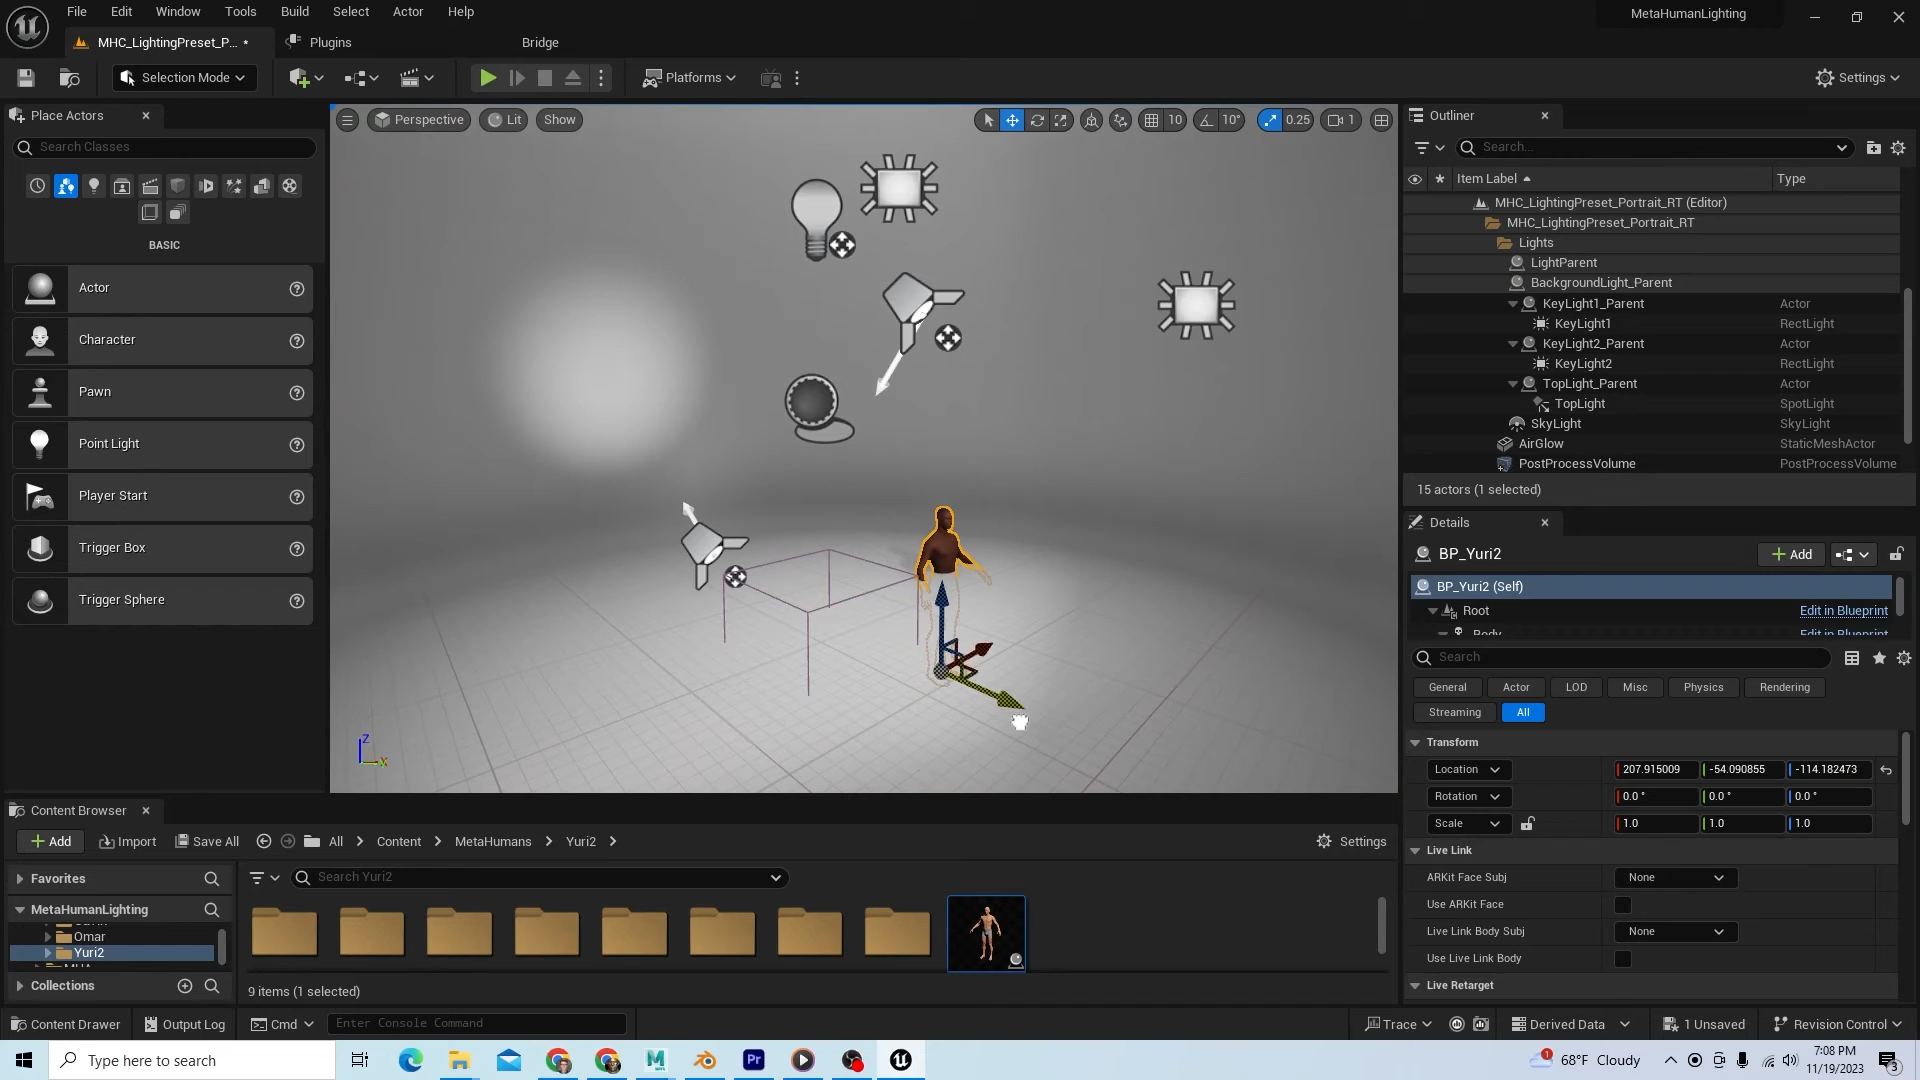 File Edit Window Tools Build Select Actor Help
MetaHumanLighting
MHC_LightingPreset_P... •
Plugins
Bridge
Selection Mode
Platforms
Settings
Place Actors
Search Classes
BASIC
Actor
Character
Pawn
Point Light
Player Start
Trigger Box
Trigger Sphere
Perspective
Lit
Show
10
10°
0.25
1
Z
X
Outliner
Search...
Item Label
Type
MHC_LightingPreset_Portrait_RT (Editor)
MHC_LightingPreset_Portrait_RT
Lights
LightParent
BackgroundLight_Parent
KeyLight1_Parent Actor
KeyLight1 RectLight
KeyLight2_Parent Actor
KeyLight2 RectLight
TopLight_Parent Actor
TopLight SpotLight
SkyLight SkyLight
AirGlow StaticMeshActor
PostProcessVolume PostProcessVolume
15 actors (1 selected)
Details
BP_Yuri2
Add
BP_Yuri2 (Self)
Root Edit in Blueprint
Body Edit in Blueprint
Search
General Actor LOD Misc Physics Rendering
Streaming All
Transform
Location 207.915009 -54.090855 -114.182473
Rotation 0.0 ° 0.0 ° 0.0 °
Scale 1.0 1.0 1.0
Live Link
ARKit Face Subj None
Use ARKit Face
Live Link Body Subj None
Use Live Link Body
Live Retarget
Content Browser
Add Import Save All All Content MetaHumans Yuri2 Settings
Favorites
MetaHumanLighting
Omar
Yuri2
Collections
Search Yuri2
9 items (1 selected)
Content Drawer Output Log Cmd Enter Console Command Trace Derived Data 1 Unsaved Revision Control
Type here to search
Pr
1
68°F Cloudy
7:08 PM
11/19/2023
3